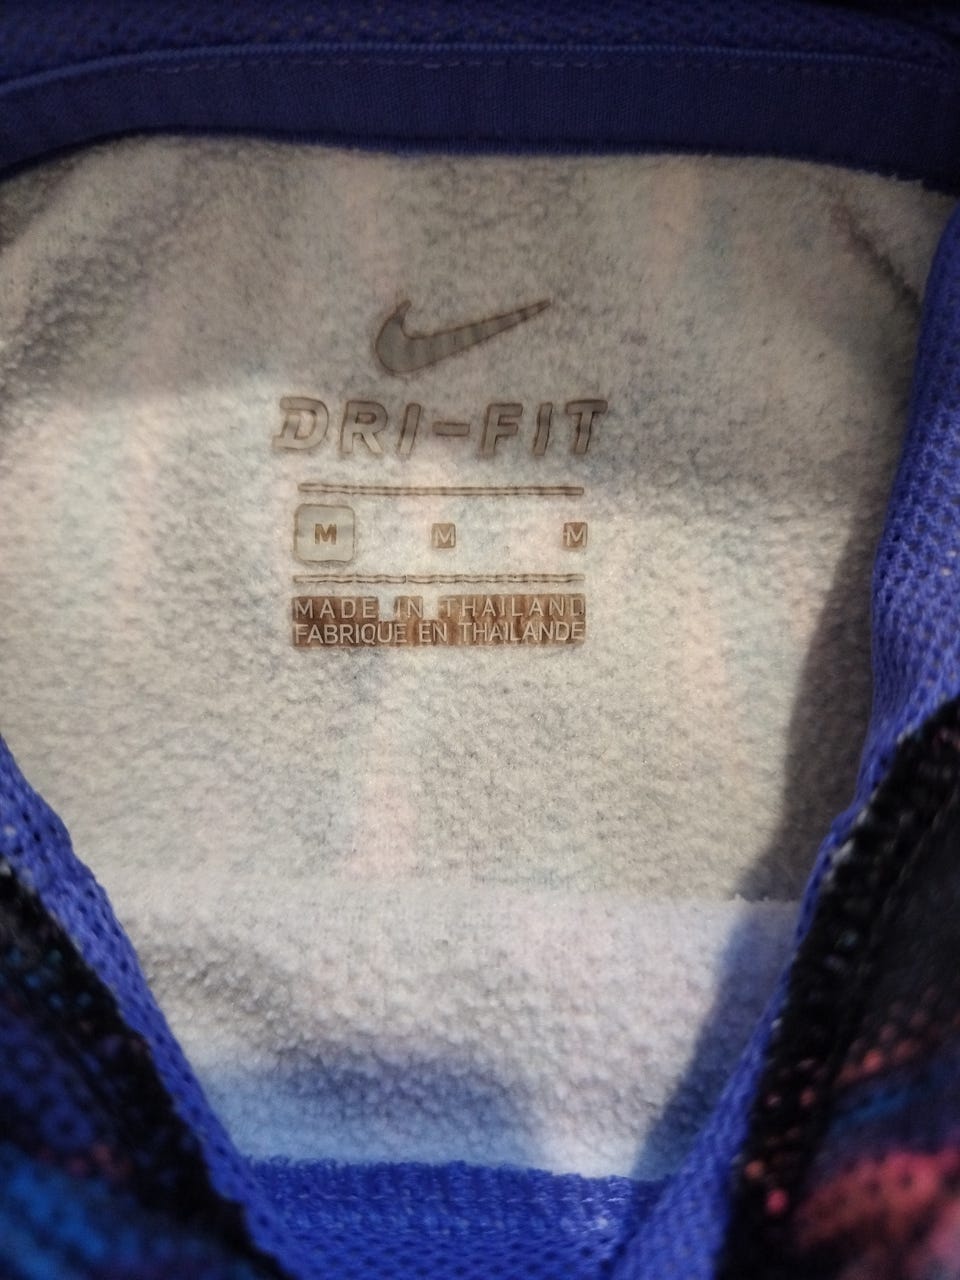 DRI-FIT
M M M
MADE IN THAILAND
FABRIQUE EN THAILANDE